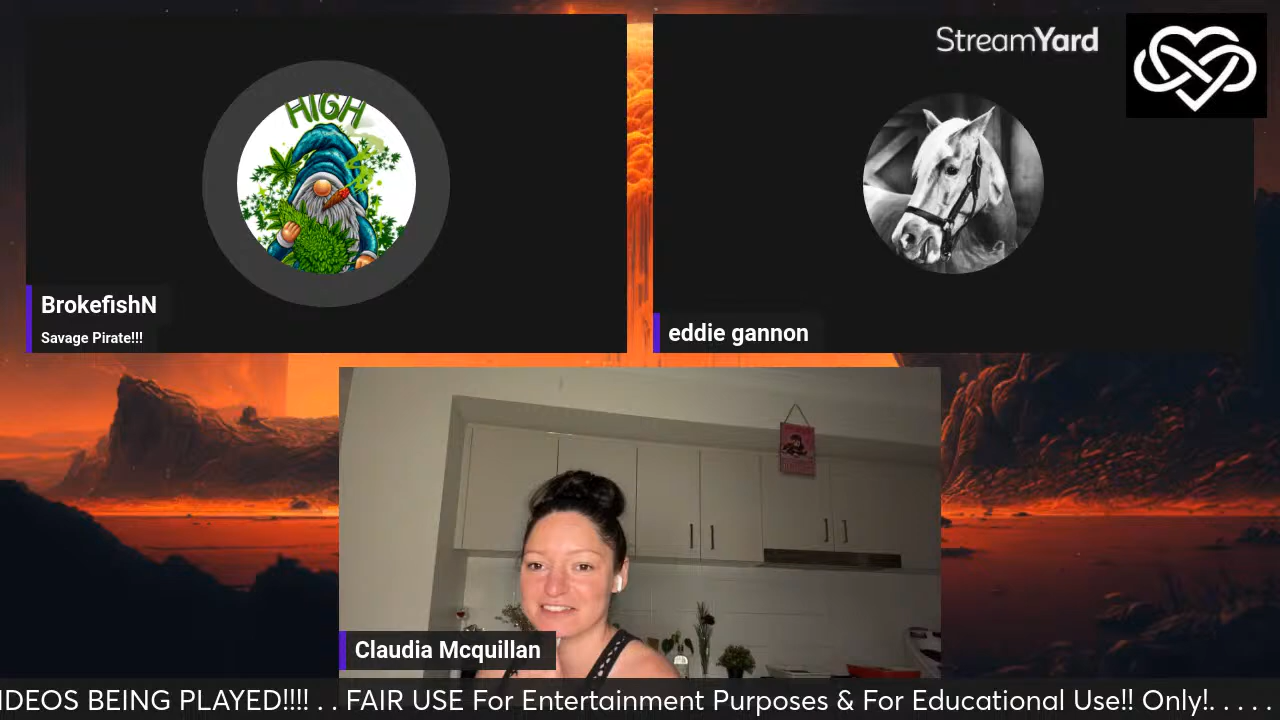 StreamYard
HIGH
BrokefishN
Savage Pirate!!!
eddie gannon
Claudia Mcquillan
IDEOS BEING PLAYED!!!! . . FAIR USE For Entertainment Purposes & For Educational Use!! Only!. . . . .